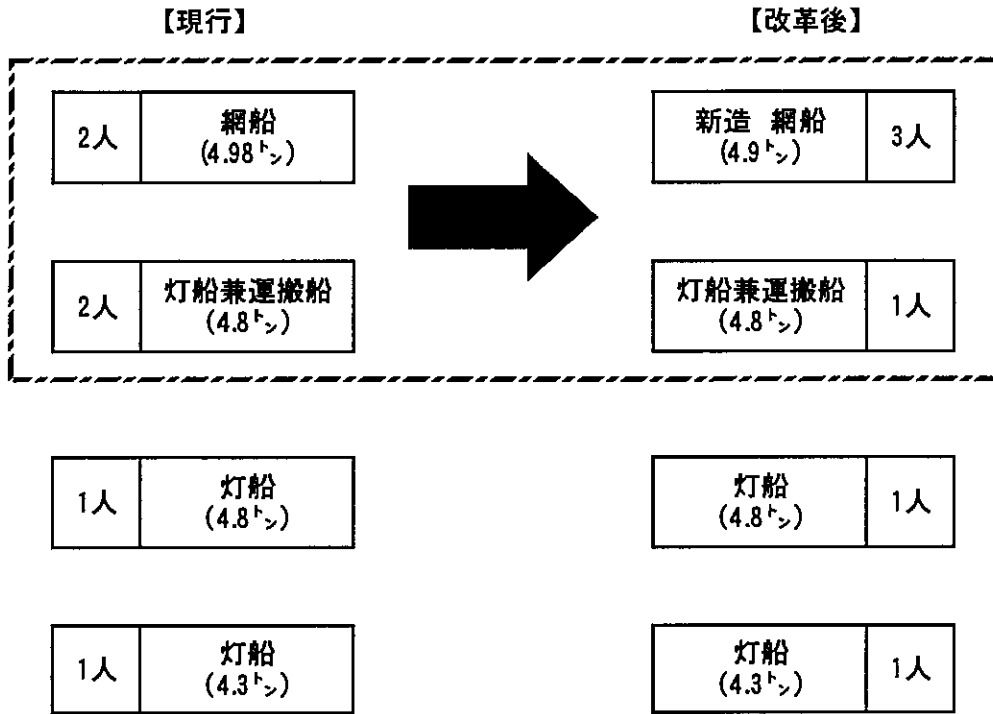 【現行】
【改革後】
2人
網船
(4.98トン)
新造 網船
(4.9トン)
3人
2人
灯船兼運搬船
(4.8トン)
灯船兼運搬船
(4.8トン)
1人
1人
灯船
(4.8トン)
灯船
(4.8トン)
1人
1人
灯船
(4.3トン)
灯船
(4.3トン)
1人